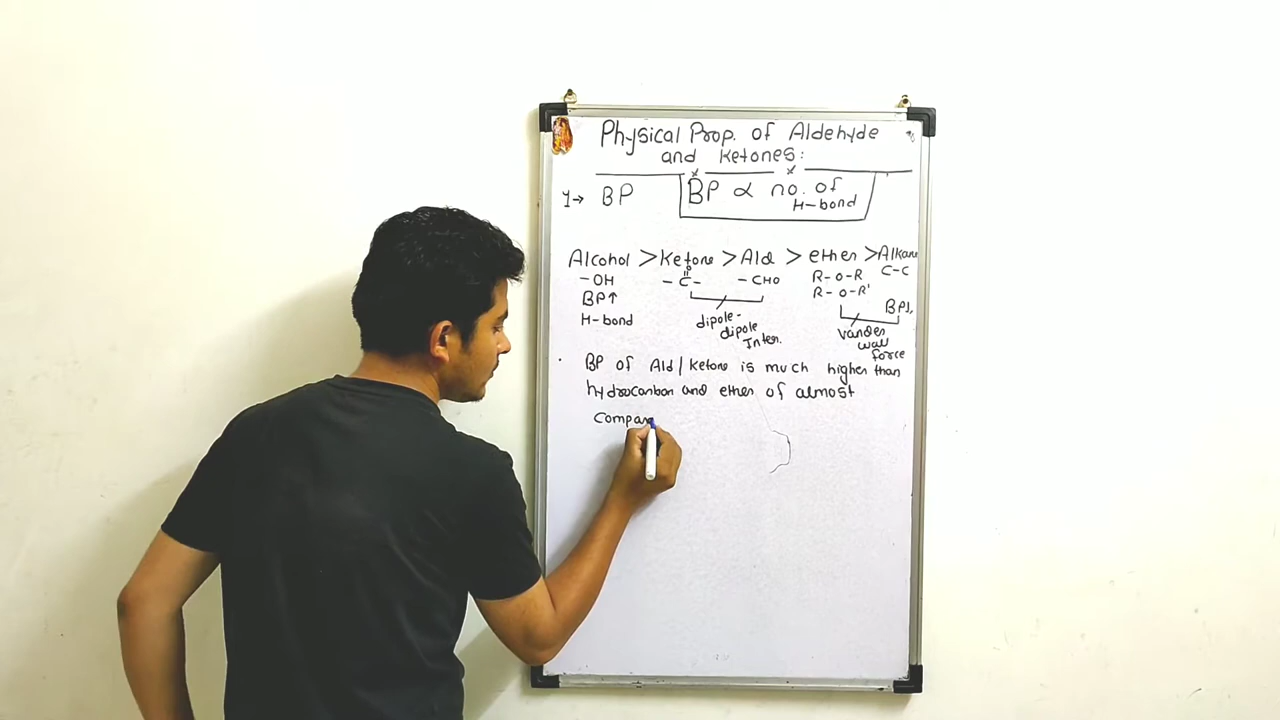 Physical Prop. of Aldehyde
and Ketones:
1→ BP
BP ∝ no. of
H-bond
Alcohol > Ketone > Ald > ether > Alkane
-OH
BP↑
H-bond
O
-C-
-CHO
dipole-
dipole
Inter.
R-O-R
R-O-R'
C-C
BP↓
Vander
wall
force
BP of Ald/ketone is much higher than
hydrocarbon and ether of almost
Compar